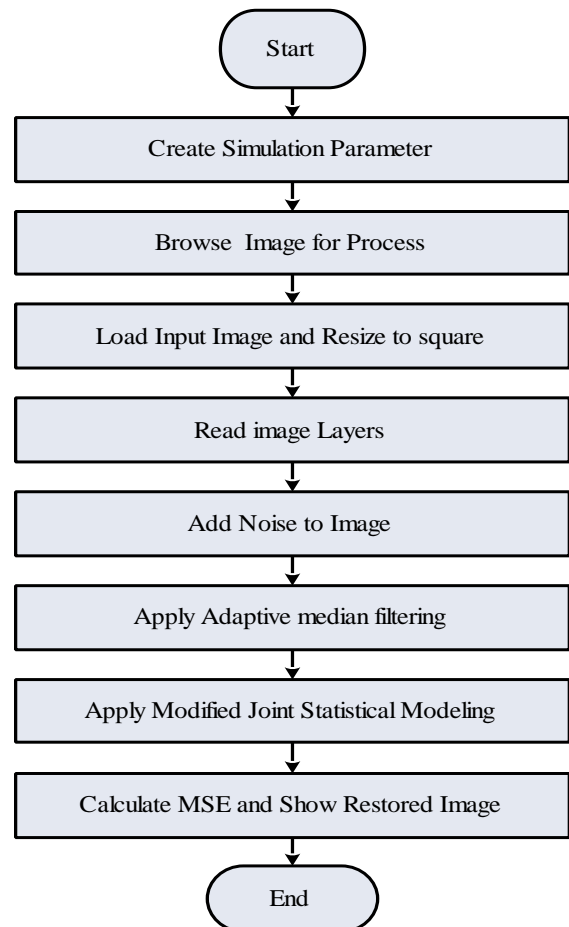 Start
Create Simulation Parameter
Browse Image for Process
Load Input Image and Resize to square
Read image Layers
Add Noise to Image
Apply Adaptive median filtering
Apply Modified Joint Statistical Modeling
Calculate MSE and Show Restored Image
End